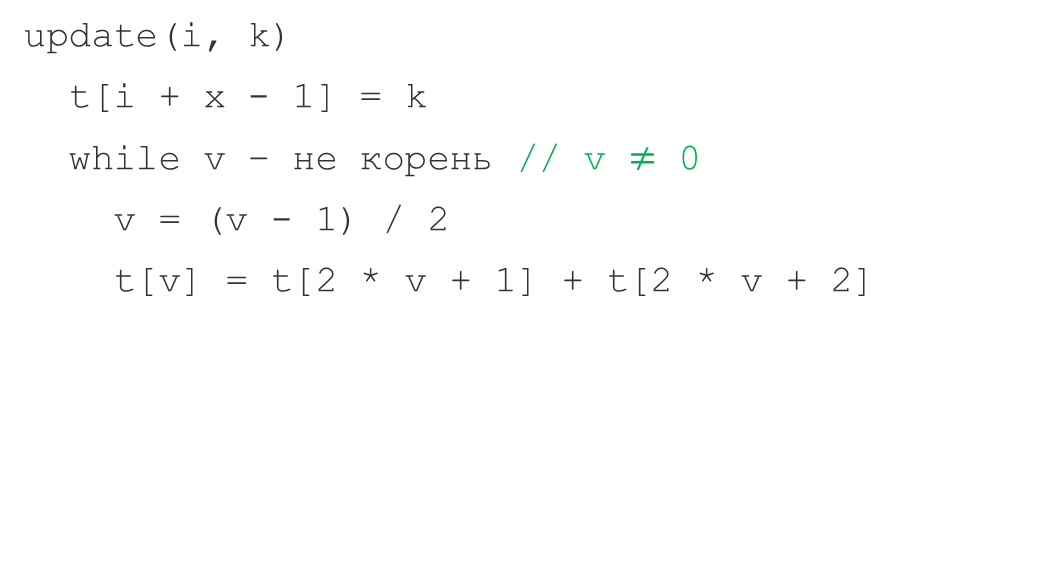 update(i, k)
t[i + x - 1] = k
while v – не корень // v ≠ 0
v = (v - 1) / 2
t[v] = t[2 * v + 1] + t[2 * v + 2]